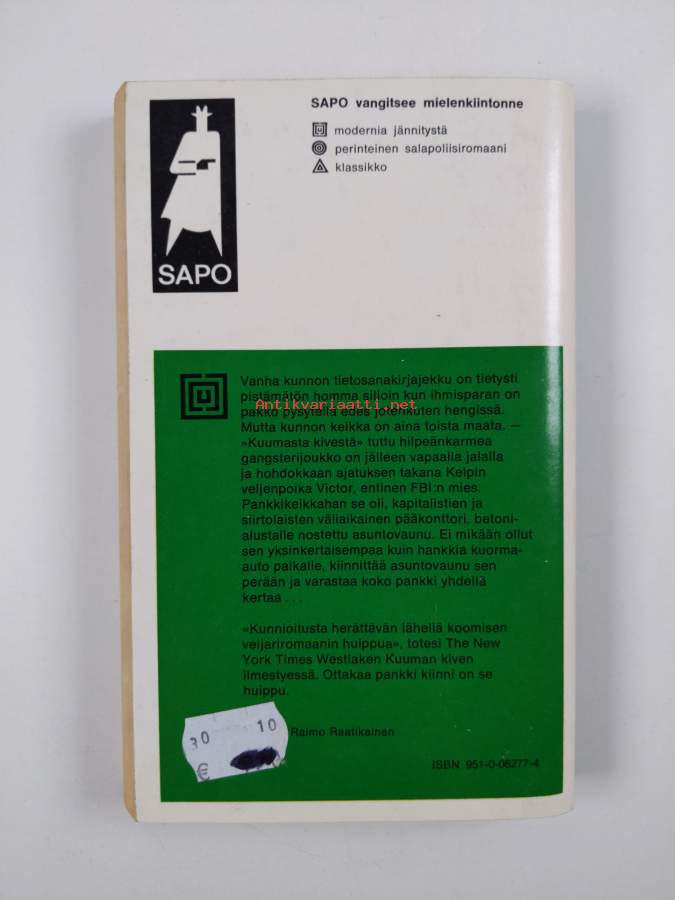 SAPO
SAPO vangitsee mielenkiintonne
modernia jännitystä
perinteinen salapoliisiromaani
klassikko
Vanha kunnon tietosanakirjajekku on tietysti
pistämätön homma silloin kun ihmisparan on
pakko pysytellä edes jotenkuten hengissä.
Mutta kunnon keikka on aina toista maata. —
»Kuumasta kivestä» tuttu hilpeänkarmea
gangsterijoukko on jälleen vapaalla jalalla
ja hohdokkaan ajatuksen takana Kelpin
veljenpoika Victor, entinen FBI:n mies.
Pankkikeikkahan se oli, kapitalistien ja
siirtolaisten väliaikainen pääkonttori, betoni-
alustalle nostettu asuntovaunu. Ei mikään ollut
sen yksinkertaisempaa kuin hankkia kuorma-
auto paikalle, kiinnittää asuntovaunu sen
perään ja varastaa koko pankki yhdellä
kertaa . . .
»Kunnioitusta herättävän lähellä koomisen
veijariromaanin huippua», totesi The New
York Times Westlaken Kuuman kiven
ilmestyessä. Ottakaa pankki kiinni on se
huippu.
Raimo Raatikainen
ISBN 951-0-06277-4
30 10
€
Antikvariaatti.net